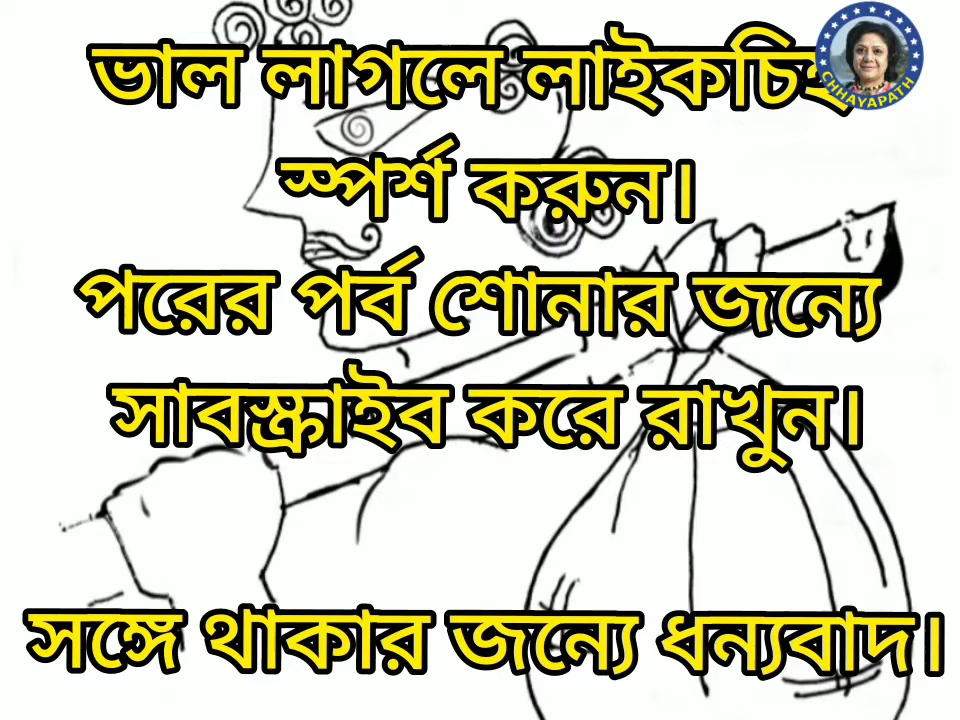 ভাল লাগলে লাইকচিহ্ন
স্পর্শ করুন।
পরের পর্ব শোনার জন্যে
সাবস্ক্রাইব করে রাখুন।
সঙ্গে থাকার জন্যে ধন্যবাদ।
CHHAYAPATH